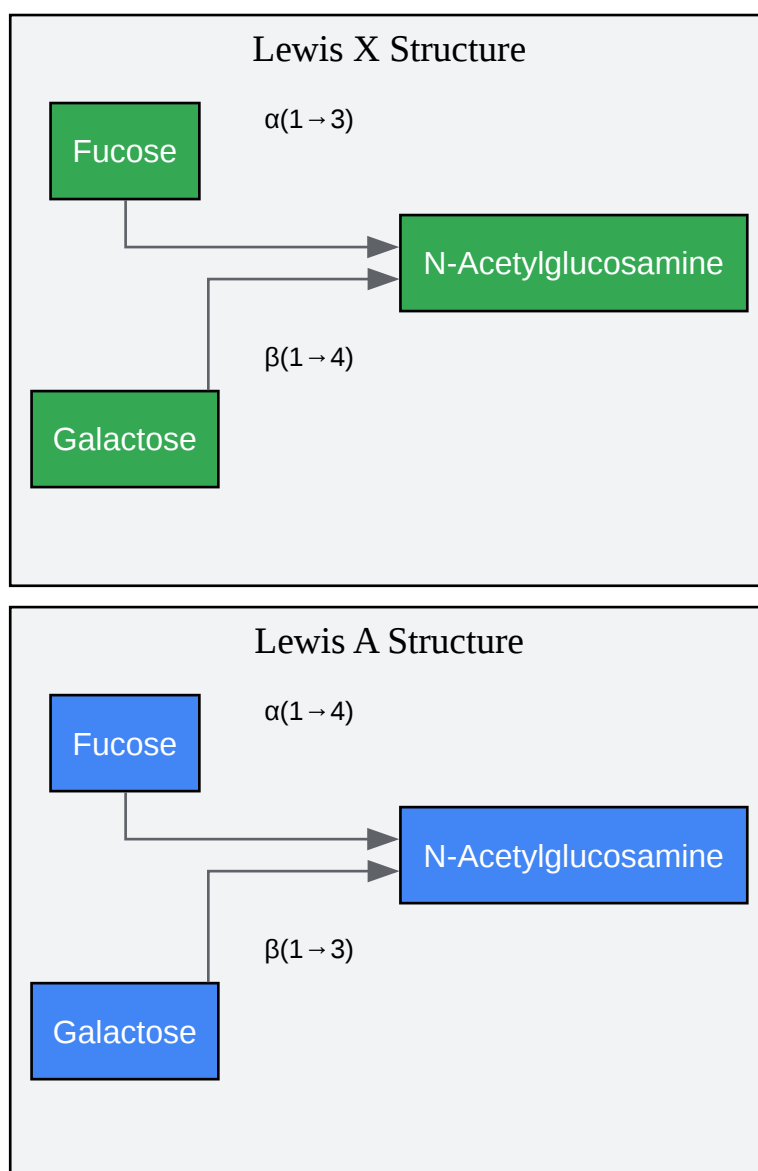 Lewis X Structure
α(1→3)
Fucose
N-Acetylglucosamine
β(1→4)
Galactose
Lewis A Structure
α(1→4)
Fucose
N-Acetylglucosamine
β(1→3)
Galactose